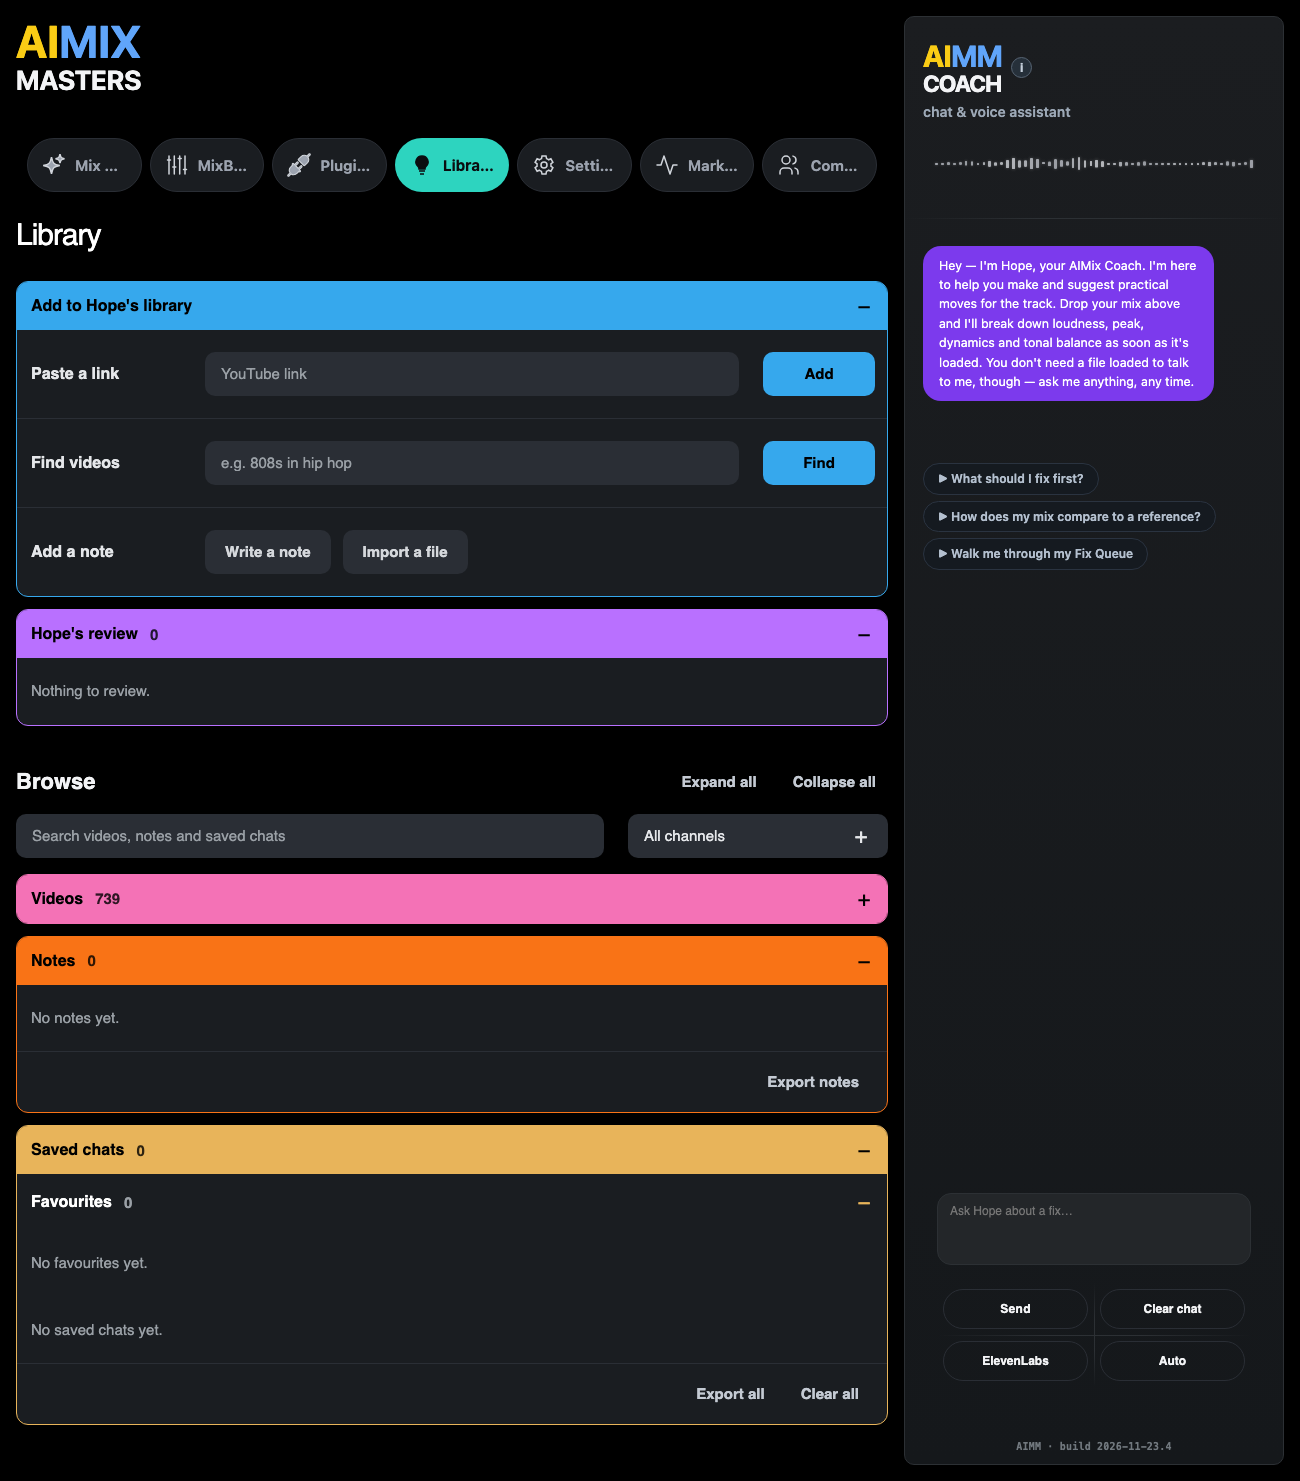 AIMIX
MASTERS
Mix ...
MixB...
Plugi...
Libra...
Setti...
Mark...
Com...
Library
Add to Hope's library
Paste a link
YouTube link
Add
Find videos
e.g. 808s in hip hop
Find
Add a note
Write a note
Import a file
Hope's review 0
Nothing to review.
Browse
Expand all
Collapse all
Search videos, notes and saved chats
All channels
Videos 739
Notes 0
No notes yet.
Export notes
Saved chats 0
Favourites 0
No favourites yet.
No saved chats yet.
Export all
Clear all
AIMM
COACH
i
chat & voice assistant
Hey — I'm Hope, your AIMix Coach. I'm here
to help you make and suggest practical
moves for the track. Drop your mix above
and I'll break down loudness, peak,
dynamics and tonal balance as soon as it's
loaded. You don't need a file loaded to talk
to me, though — ask me anything, any time.
What should I fix first?
How does my mix compare to a reference?
Walk me through my Fix Queue
Ask Hope about a fix...
Send
Clear chat
ElevenLabs
Auto
AIMM · build 2026-11-23.4